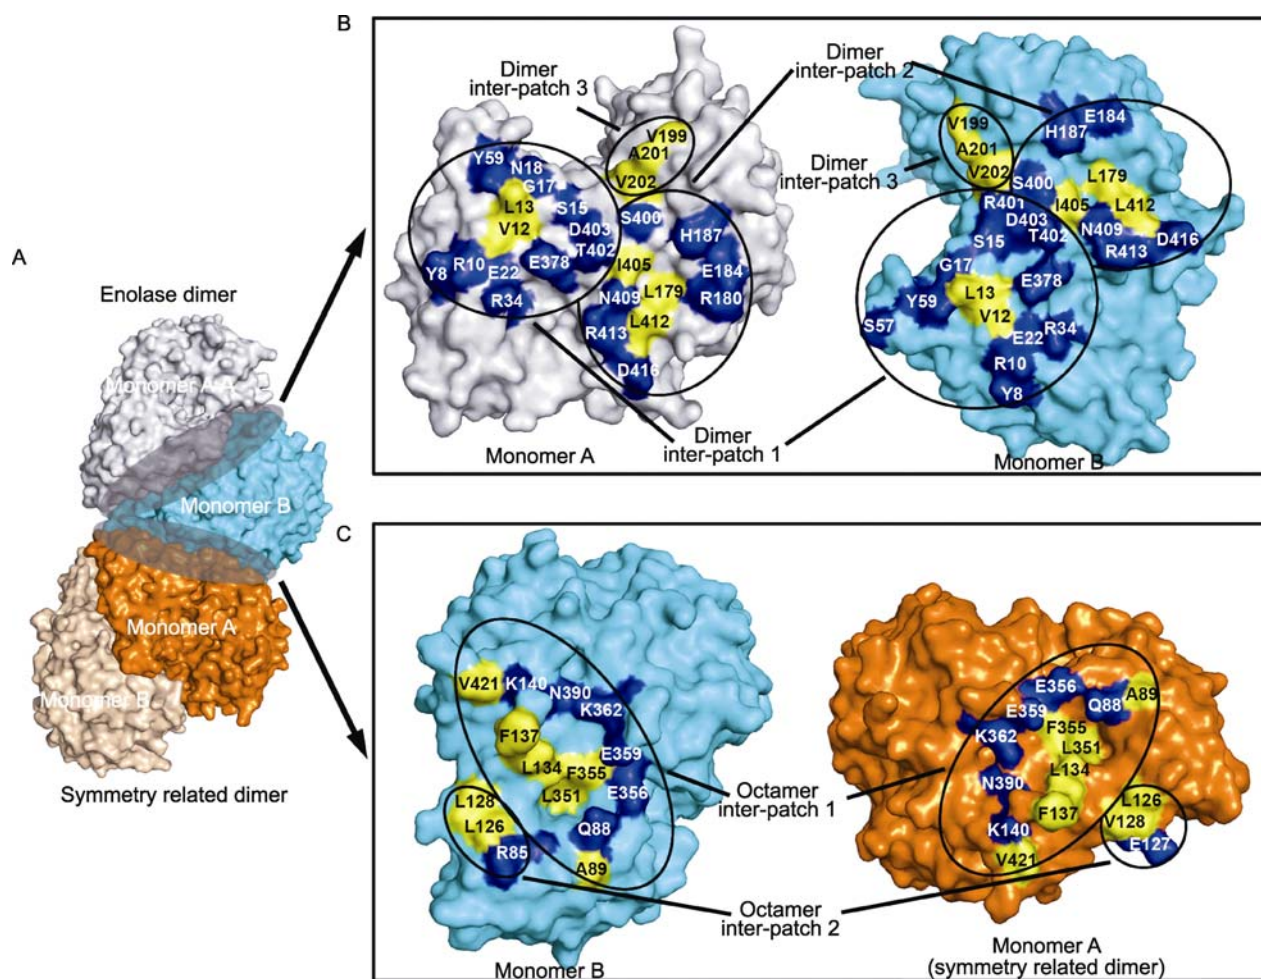 A
Enolase dimer
Monomer A
Monomer B
Monomer A
Monomer B
Symmetry related dimer
B
Dimer
inter-patch 3
Dimer
inter-patch 2
Dimer
inter-patch 3
V199
A201
V202
Y59
N18
G17
L13
S15
V12
D403
T402
Y8
R10
E22
E378
R34
S400
H187
I405
E184
L179
N409
R180
L412
R413
D416
Monomer A
Dimer
inter-patch 1
V199
A201
V202
E184
H187
L179
S400
R401
I405
L412
D403
N409
T402
D416
R413
S15
G17
E378
Y59
L13
V12
S57
E22
R34
R10
Y8
Monomer B
C
V421
K140
N390
K362
F137
E359
L134
F355
L351
E356
L128
L126
Q88
R85
A89
Octamer
inter-patch 1
Octamer
inter-patch 2
Monomer B
E356
A89
E359
Q88
K362
F355
L351
L134
N390
F137
L126
V128
K140
E127
V421
Monomer A
(symmetry related dimer)